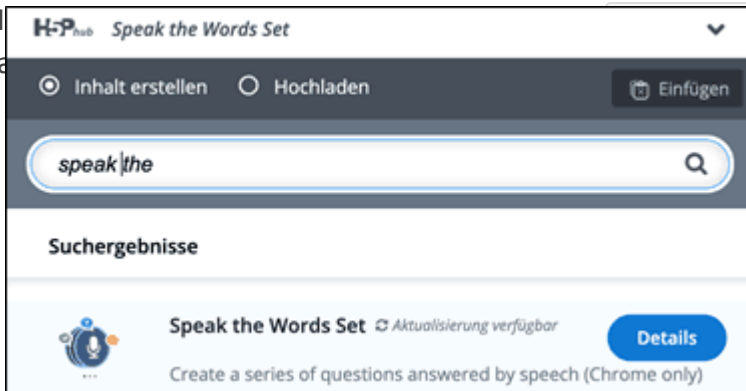 H5P hub Speak the Words Set
Inhalt erstellen Hochladen Einfügen
speak the
Suchergebnisse
Speak the Words Set Aktualisierung verfügbar
Details
Create a series of questions answered by speech (Chrome only)